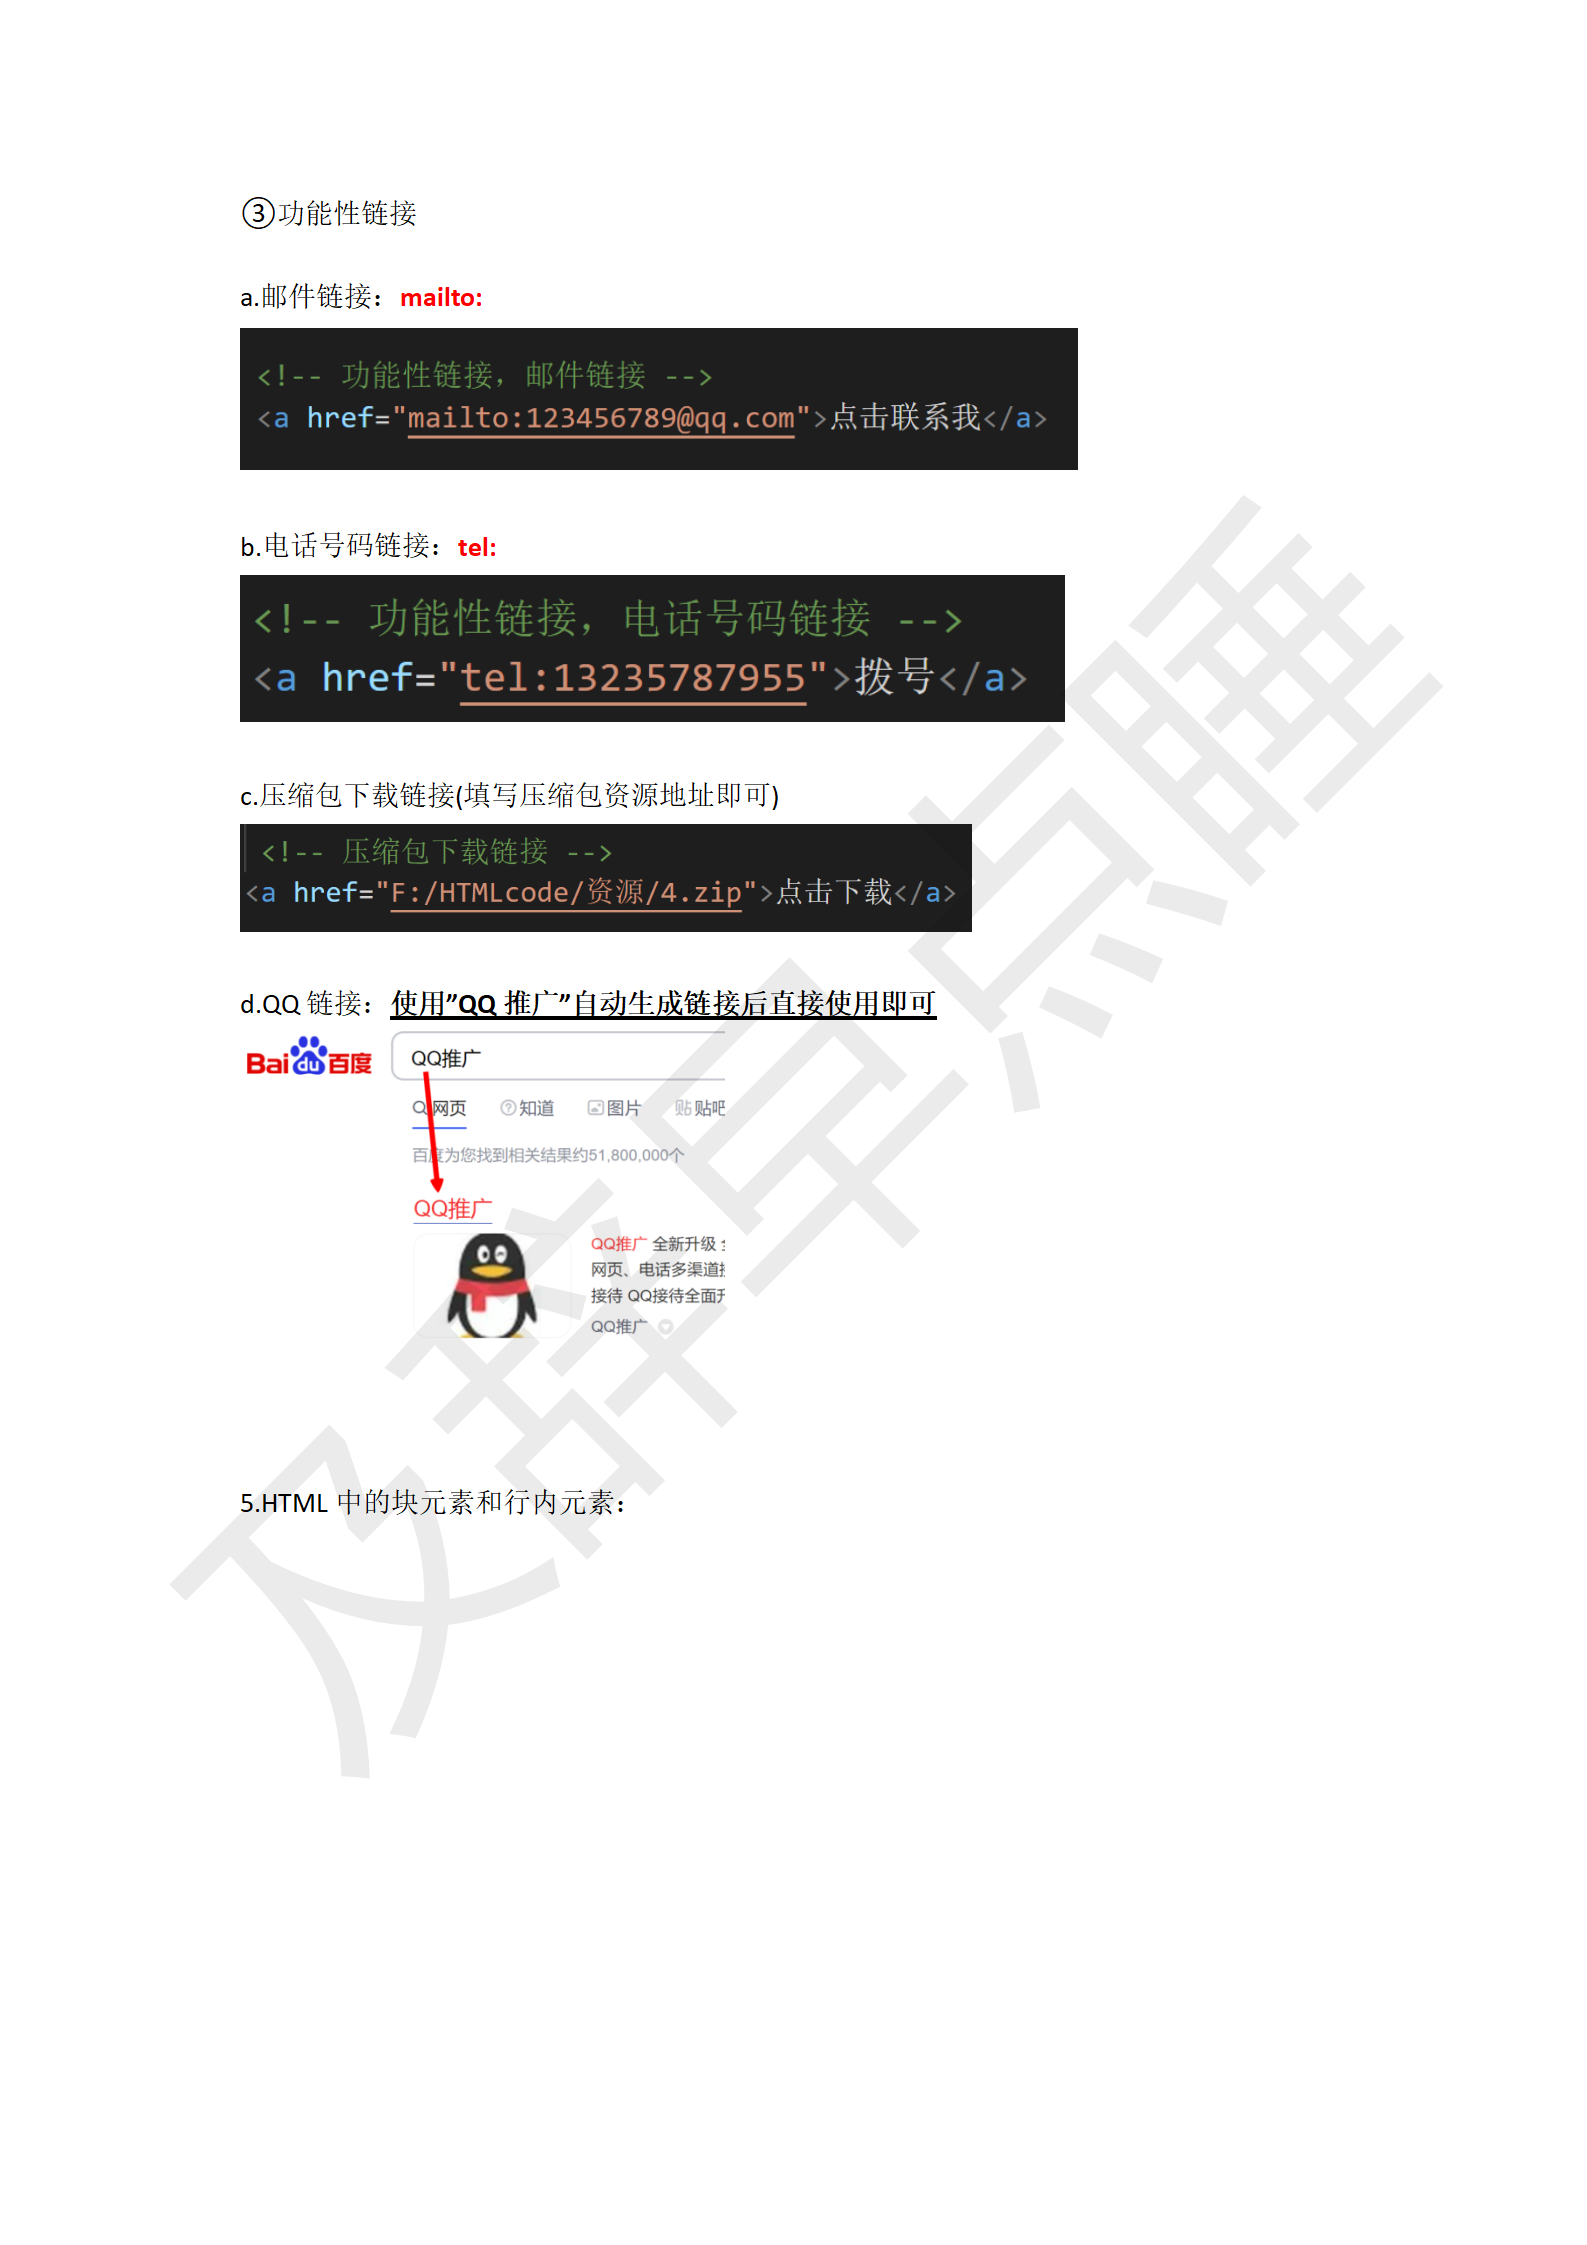 ③功能性链接
a.邮件链接：mailto:
<!-- 功能性链接，邮件链接 -->
<a href="mailto:123456789@qq.com">点击联系我</a>
b.电话号码链接：tel:
<!-- 功能性链接，电话号码链接 -->
<a href="tel:13235787955">拨号</a>
c.压缩包下载链接(填写压缩包资源地址即可)
<!-- 压缩包下载链接 -->
<a href="F:/HTMLcode/资源/4.zip">点击下载</a>
d.QQ 链接：使用”QQ 推广”自动生成链接后直接使用即可
Bai du 百度 QQ推广
网页 知道 图片 贴 贴吧
百度为您找到相关结果约51,800,000个
QQ推广
QQ推广 全新升级
网页、电话多渠道
接待 QQ接待全面
QQ推广
5.HTML 中的块元素和行内元素：
及辞早点睡